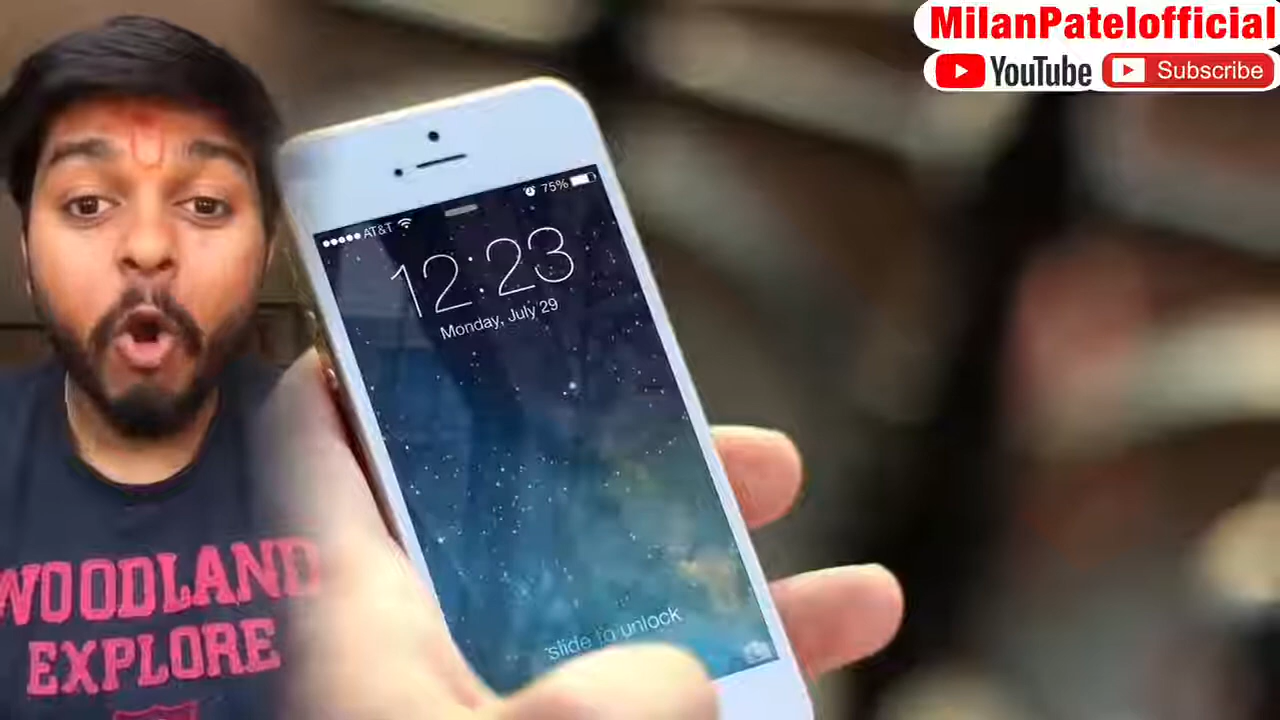 MilanPatelofficial
YouTube Subscribe
AT&T
75%
12:23
Monday, July 29
slide to unlock
WOODLAND
EXPLORE